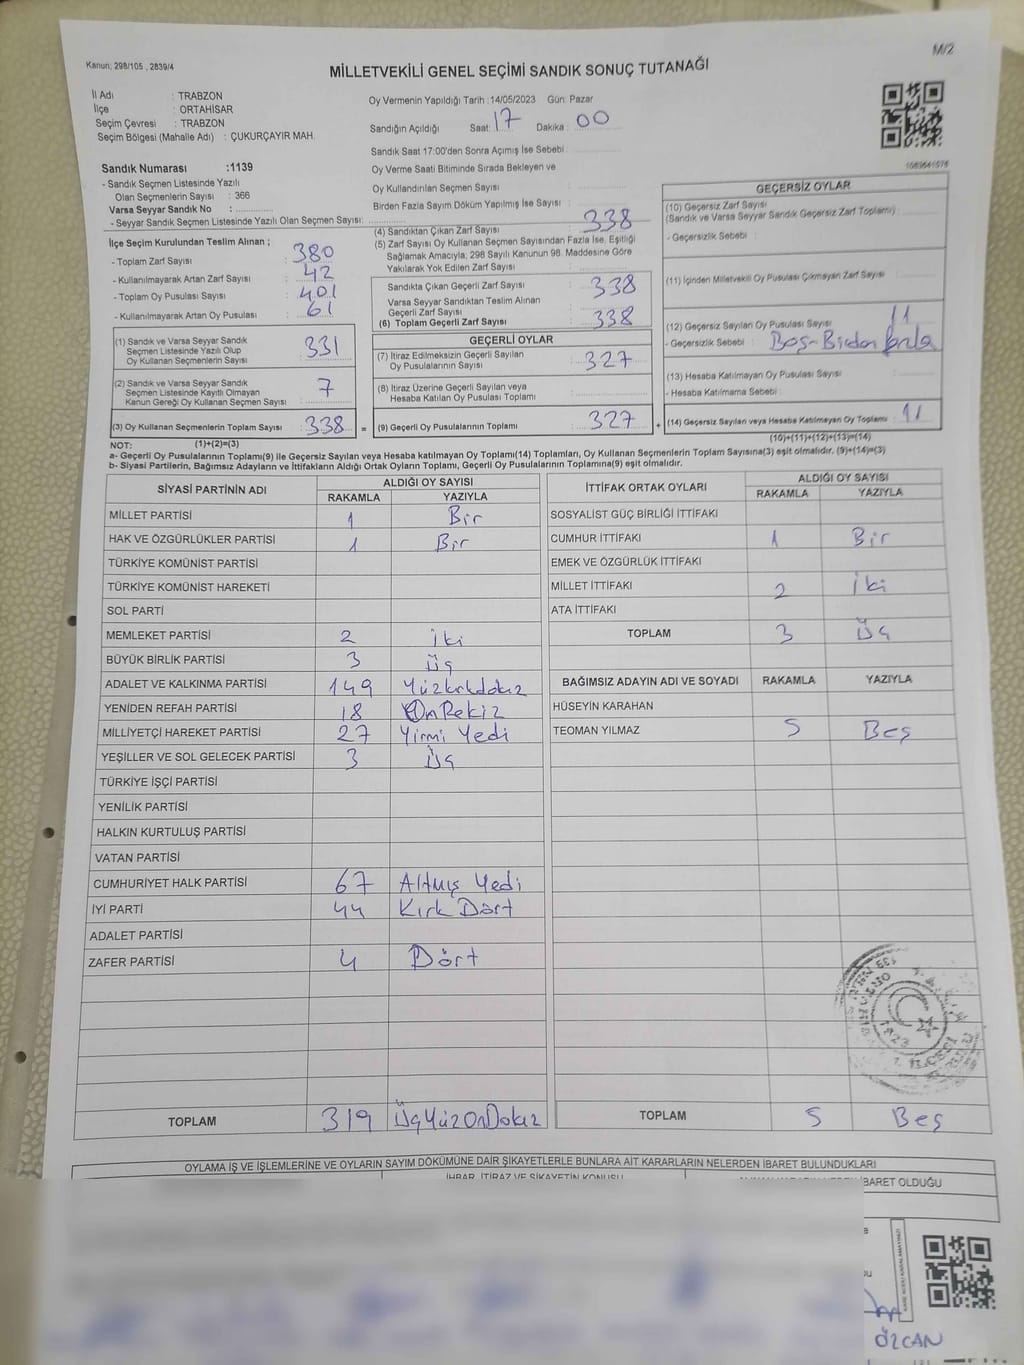 M/2
Kanun; 298/105 , 2839/4
MİLLETVEKİLİ GENEL SEÇİMİ SANDIK SONUÇ TUTANAĞI
İl Adı : TRABZON
İlçe : ORTAHİSAR
Seçim Çevresi : TRABZON
Seçim Bölgesi (Mahalle Adı) : ÇUKURÇAYIR MAH.
Oy Vermenin Yapıldığı Tarih :14/05/2023 Gün: Pazar
Sandığın Açıldığı Saat: 17 Dakika : 00
Sandık Saat 17:00'den Sonra Açımış İse Sebebi :
Oy Verme Saati Bitiminde Sırada Bekleyen ve
Oy Kullandırılan Seçmen Sayısı :
Birden Fazla Sayım Döküm Yapılmış İse Sayısı :
Sandık Numarası :1139
- Sandık Seçmen Listesinde Yazılı
Olan Seçmenlerin Sayısı : 366
Varsa Seyyar Sandık No :
- Seyyar Sandık Seçmen Listesinde Yazılı Olan Seçmen Sayısı:
İlçe Seçim Kurulundan Teslim Alınan ;
- Toplam Zarf Sayısı : 380
- Kullanılmayarak Artan Zarf Sayısı : 42
- Toplam Oy Pusulası Sayısı : 401
- Kullanılmayarak Artan Oy Pusulası : 61
(1) Sandık ve Varsa Seyyar Sandık
Seçmen Listesinde Yazılı Olup
Oy Kullanan Seçmenlerin Sayısı : 331
(2) Sandık ve Varsa Seyyar Sandık
Seçmen Listesinde Kayıtlı Olmayan
Kanun Gereği Oy Kullanan Seçmen Sayısı : 7
(3) Oy Kullanan Seçmenlerin Toplam Sayısı : 338 =
(4) Sandıktan Çıkan Zarf Sayısı : 338
(5) Zarf Sayısı Oy Kullanan Seçmen Sayısından Fazla İse, Eşitliği
Sağlamak Amacıyla; 298 Sayılı Kanunun 98. Maddesine Göre
Yakılarak Yok Edilen Zarf Sayısı :
Sandıkta Çıkan Geçerli Zarf Sayısı : 338
Varsa Seyyar Sandıktan Teslim Alınan
Geçerli Zarf Sayısı :
(6) Toplam Geçerli Zarf Sayısı : 338
GEÇERLİ OYLAR
(7) İtiraz Edilmeksizin Geçerli Sayılan
Oy Pusulalarının Sayısı : 327
(8) İtiraz Üzerine Geçerli Sayılan veya
Hesaba Katılan Oy Pusulası Toplamı :
(9) Geçerli Oy Pusulalarının Toplamı : 327 +
GEÇERSİZ OYLAR
(10) Geçersiz Zarf Sayısı
(Sandık ve Varsa Seyyar Sandık Geçersiz Zarf Toplamı) :
- Geçersizlik Sebebi :
(11) İçinden Milletvekili Oy Pusulası Çıkmayan Zarf Sayısı :
(12) Geçersiz Sayılan Oy Pusulası Sayısı : 11
- Geçersizlik Sebebi : Boş-Birden fazla
(13) Hesaba Katılmayan Oy Pusulası Sayısı :
- Hesaba Katılmama Sebebi :
(14) Geçersiz Sayılan veya Hesaba Katılmayan Oy Toplamı : 11
NOT: (1)+(2)=(3)
(10)+(11)+(12)+(13)=(14)
a- Geçerli Oy Pusulasının Toplamı(9) ile Geçersiz Sayılan veya Hesaba katılmayan Oy Toplamı(14) Toplamları, Oy Kullanan Seçmenlerin Toplam Sayısına(3) eşit olmalıdır. (9)+(14)=(3)
b- Siyasi Partilerin, Bağımsız Adayların ve İttifakların Aldığı Ortak Oyların Toplamı, Geçerli Oy Pusulalarının Toplamına(9) eşit olmalıdır.
SİYASİ PARTİNİN ADI ALDIĞI OY SAYISI
RAKAMLA YAZIYLA
MİLLET PARTİSİ 1 Bir
HAK VE ÖZGÜRLÜKLER PARTİSİ 1 Bir
TÜRKİYE KOMÜNİST PARTİSİ
TÜRKİYE KOMÜNİST HAREKETİ
SOL PARTİ
MEMLEKET PARTİSİ 2 İki
BÜYÜK BİRLİK PARTİSİ 3 Üç
ADALET VE KALKINMA PARTİSİ 149 Yüzkırkdokuz
YENİDEN REFAH PARTİSİ 18 OnSekiz
MİLLİYETÇİ HAREKET PARTİSİ 27 Yirmi Yedi
YEŞİLLER VE SOL GELECEK PARTİSİ 3 Üç
TÜRKİYE İŞÇİ PARTİSİ
YENİLİK PARTİSİ
HALKIN KURTULUŞ PARTİSİ
VATAN PARTİSİ
CUMHURİYET HALK PARTİSİ 67 Altmış Yedi
İYİ PARTİ 44 Kırk Dört
ADALET PARTİSİ
ZAFER PARTİSİ 4 Dört
TOPLAM 319 ÜçYüzOnDokuz
İTTİFAK ORTAK OYLARI ALDIĞI OY SAYISI
RAKAMLA YAZIYLA
SOSYALİST GÜÇ BİRLİĞİ İTTİFAKI
CUMHUR İTTİFAKI 1 Bir
EMEK VE ÖZGÜRLÜK İTTİFAKI
MİLLET İTTİFAKI 2 İki
ATA İTTİFAKI
TOPLAM 3 Üç
BAĞIMSIZ ADAYIN ADI VE SOYADI RAKAMLA YAZIYLA
HÜSEYİN KARAHAN
TEOMAN YILMAZ 5 Beş
TOPLAM 5 Beş
OYLAMA İŞ VE İŞLEMLERİNE VE OYLARIN SAYIM DÖKÜMÜNE DAİR ŞİKAYETLERLE BUNLARA AİT KARARLARIN NELERDEN İBARET BULUNDUKLARI
İHBAR, İTİRAZ VE ŞİKAYETİN KONUSU
BARET OLDUĞU
ÖZCAN